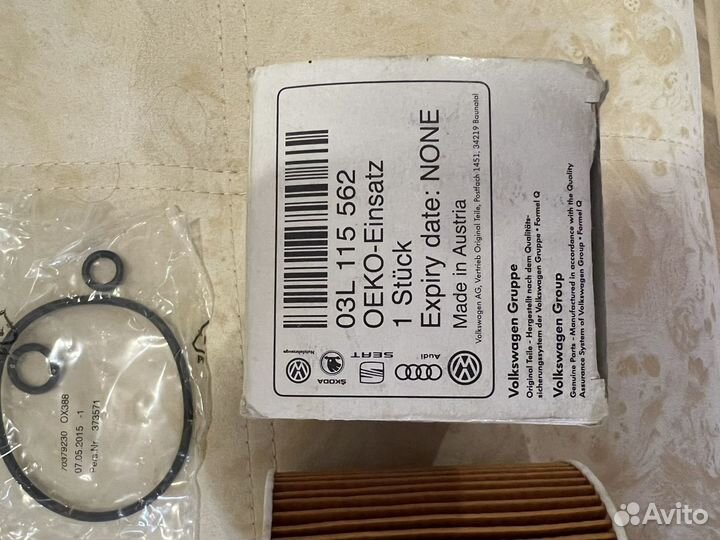 03L 115 562
OEKO-Einsatz
1 Stück
Expiry date: NONE
Made in Austria
Volkswagen AG, Vertrieb Original Teile, Postfach 1451, 34219 Baunatal
Nutzfahrzeuge
ŠKODA
SEAT
Audi
Volkswagen Gruppe
Original Teile - Hergestellt nach dem Qualitäts-
sicherungssystem der Volkswagen Gruppe • Formel Q
Volkswagen Group
Genuine Parts - Manufactured in accordance with the Quality
Assurance System of Volkswagen Group • Formel Q
70379230 OX388
07.05.2015 -1
Pers.Nr 373571
Avito